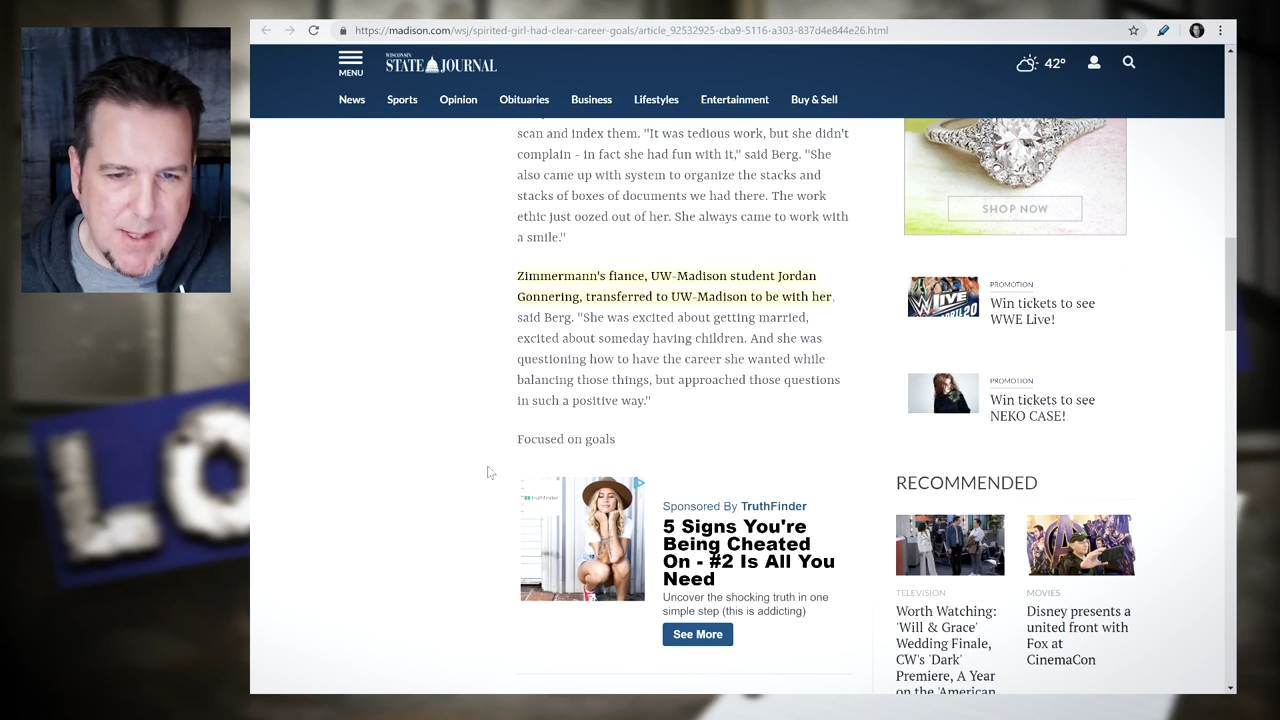 https://madison.com/wsj/spirited-girl-had-clear-career-goals/article_92532925-cba9-5116-a303-837d4e844e26.html
MENU
WISCONSIN
STATE JOURNAL
42°
News Sports Opinion Obituaries Business Lifestyles Entertainment Buy & Sell
scan and index them. "It was tedious work, but she didn't
complain - in fact she had fun with it," said Berg. "She
also came up with system to organize the stacks and
stacks of boxes of documents we had there. The work
ethic just oozed out of her. She always came to work with
a smile."
Zimmermann's fiance, UW-Madison student Jordan
Gonnering, transferred to UW-Madison to be with her,
said Berg. "She was excited about getting married,
excited about someday having children. And she was
questioning how to have the career she wanted while
balancing those things, but approached those questions
in such a positive way."
Focused on goals
truthfinder
Sponsored By TruthFinder
5 Signs You're
Being Cheated
On - #2 Is All You
Need
Uncover the shocking truth in one
simple step (this is addicting)
See More
SHOP NOW
LIVE
APRIL 20
PROMOTION
Win tickets to see
WWE Live!
PROMOTION
Win tickets to see
NEKO CASE!
RECOMMENDED
TELEVISION
Worth Watching:
'Will & Grace'
Wedding Finale,
CW's 'Dark'
Premiere, A Year
on the 'American
MOVIES
Disney presents a
united front with
Fox at
CinemaCon
LO